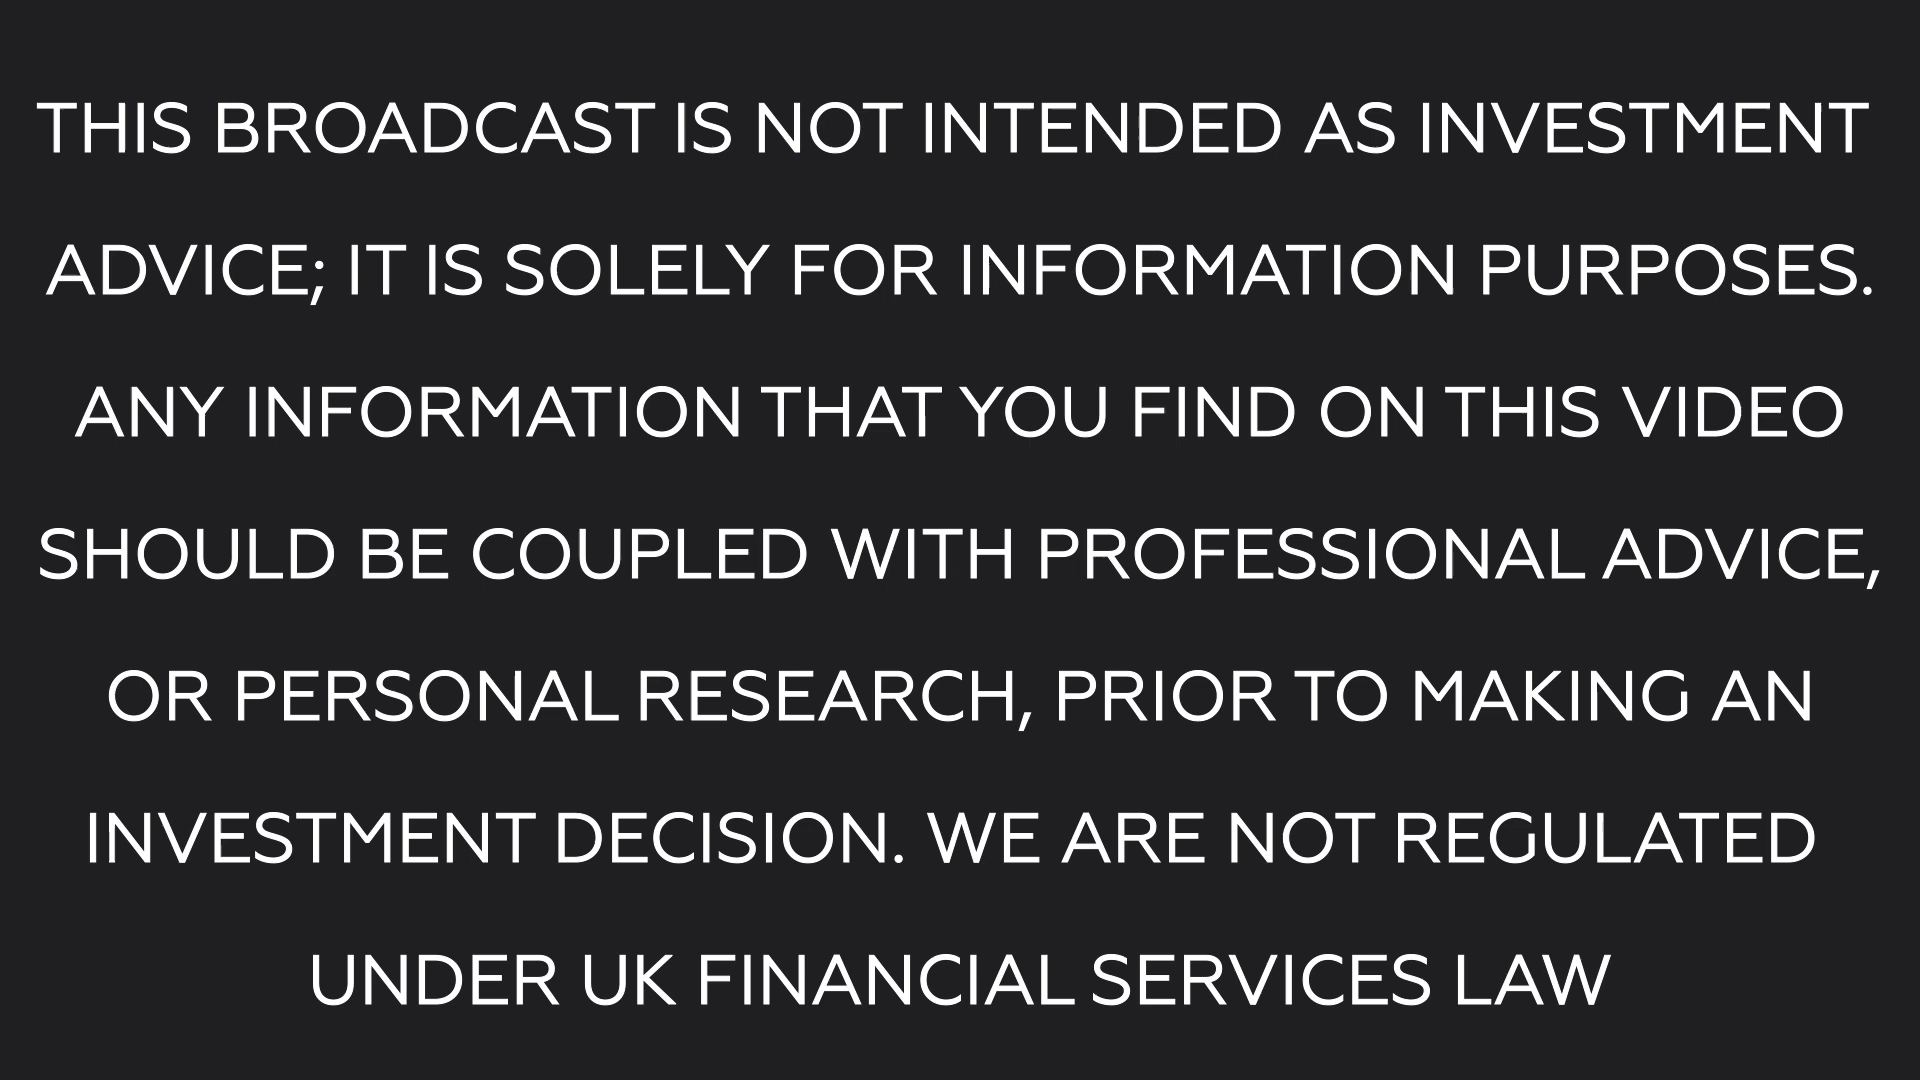 THIS BROADCAST IS NOT INTENDED AS INVESTMENT
ADVICE; IT IS SOLELY FOR INFORMATION PURPOSES.
ANY INFORMATION THAT YOU FIND ON THIS VIDEO
SHOULD BE COUPLED WITH PROFESSIONAL ADVICE,
OR PERSONAL RESEARCH, PRIOR TO MAKING AN
INVESTMENT DECISION. WE ARE NOT REGULATED
UNDER UK FINANCIAL SERVICES LAW